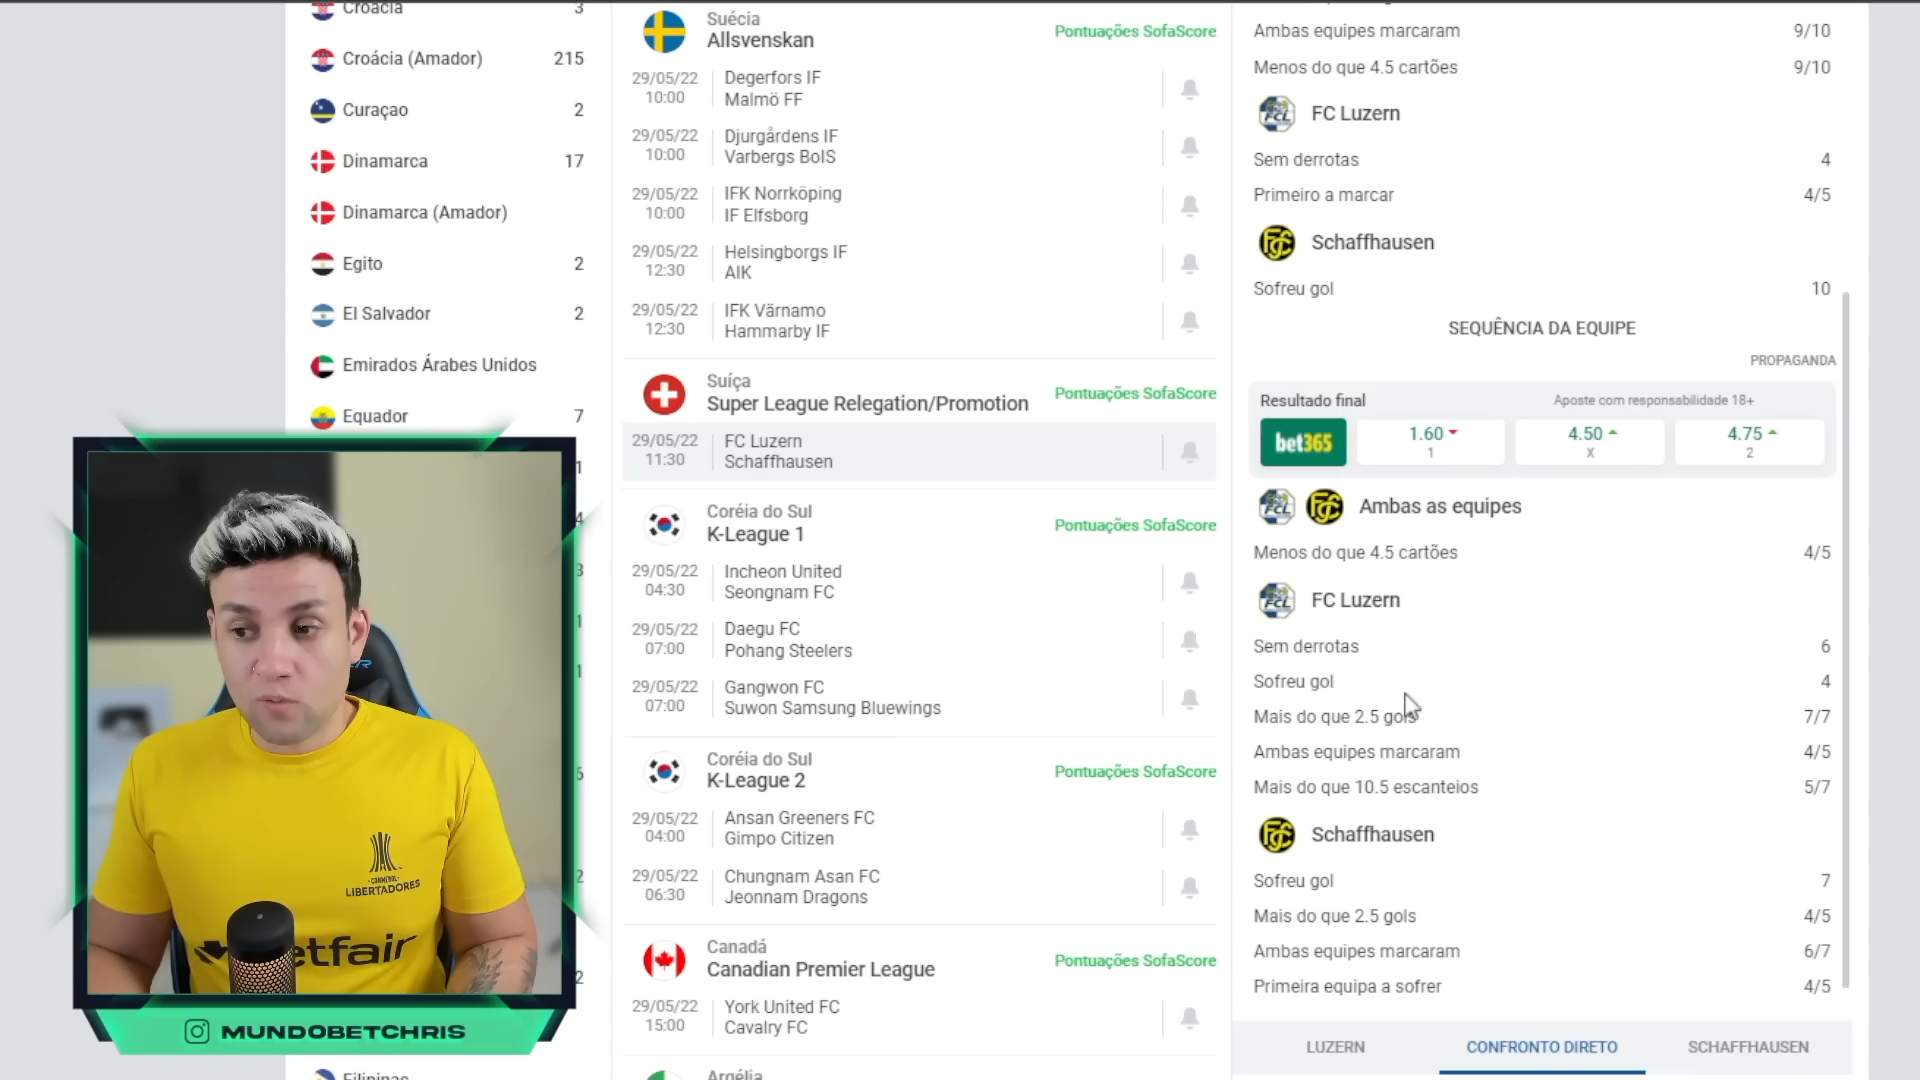 Croácia 3
Croácia (Amador) 215
Curaçao 2
Dinamarca 17
Dinamarca (Amador)
Egito 2
El Salvador 2
Emirados Árabes Unidos
Equador 7
1
4
3
1
1
6
2
2
Filipinas
CONMEBOL
LIBERTADORES
etfair
MUNDOBETCHRIS
Suécia
Allsvenskan
Pontuações SofaScore
29/05/22 Degerfors IF
10:00 Malmö FF
29/05/22 Djurgårdens IF
10:00 Varbergs BoIS
29/05/22 IFK Norrköping
10:00 IF Elfsborg
29/05/22 Helsingborgs IF
12:30 AIK
29/05/22 IFK Värnamo
12:30 Hammarby IF
Suíça
Super League Relegation/Promotion
Pontuações SofaScore
29/05/22 FC Luzern
11:30 Schaffhausen
Coréia do Sul
K-League 1
Pontuações SofaScore
29/05/22 Incheon United
04:30 Seongnam FC
29/05/22 Daegu FC
07:00 Pohang Steelers
29/05/22 Gangwon FC
07:00 Suwon Samsung Bluewings
Coréia do Sul
K-League 2
Pontuações SofaScore
29/05/22 Ansan Greeners FC
04:00 Gimpo Citizen
29/05/22 Chungnam Asan FC
06:30 Jeonnam Dragons
Canadá
Canadian Premier League
Pontuações SofaScore
29/05/22 York United FC
15:00 Cavalry FC
Argélia
Ambas equipes marcaram 9/10
Menos do que 4.5 cartões 9/10
FC Luzern
Sem derrotas 4
Primeiro a marcar 4/5
Schaffhausen
Sofreu gol 10
SEQUÊNCIA DA EQUIPE
PROPAGANDA
Resultado final Aposte com responsabilidade 18+
bet365 1.60 4.50 4.75
1 X 2
Ambas as equipes
Menos do que 4.5 cartões 4/5
FC Luzern
Sem derrotas 6
Sofreu gol 4
Mais do que 2.5 gols 7/7
Ambas equipes marcaram 4/5
Mais do que 10.5 escanteios 5/7
Schaffhausen
Sofreu gol 7
Mais do que 2.5 gols 4/5
Ambas equipes marcaram 6/7
Primeira equipa a sofrer 4/5
LUZERN CONFRONTO DIRETO SCHAFFHAUSEN